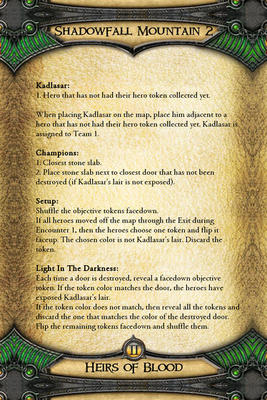 Shadowfall Mountain 2
Kadlasar:
1. Hero that has not had their hero token collected yet.
When placing Kadlasar on the map, place him adjacent to a
hero that has not had their hero token collected yet. Kadlasar is
assigned to Team 1.
Champions:
1. Closest stone slab.
2. Place stone slab next to closest door that has not been
destroyed (if Kadlasar's lair is not exposed).
Setup:
Shuffle the objective tokens facedown.
If all heroes moved off the map through the Exit during
Encounter 1, then the heroes choose one token and flip it
faceup. The chosen color is not Kadlasar's lair. Discard the
token.
Light In The Darkness:
Each time a door is destroyed, reveal a facedown objective
token. If the token color matches the door, the heroes have
exposed Kadlasar's lair.
If the token color does not match, then reveal all the tokens and
discard the one that matches the color of the destroyed door.
Flip the remaining tokens facedown and shuffle them.
11
Heirs of Blood